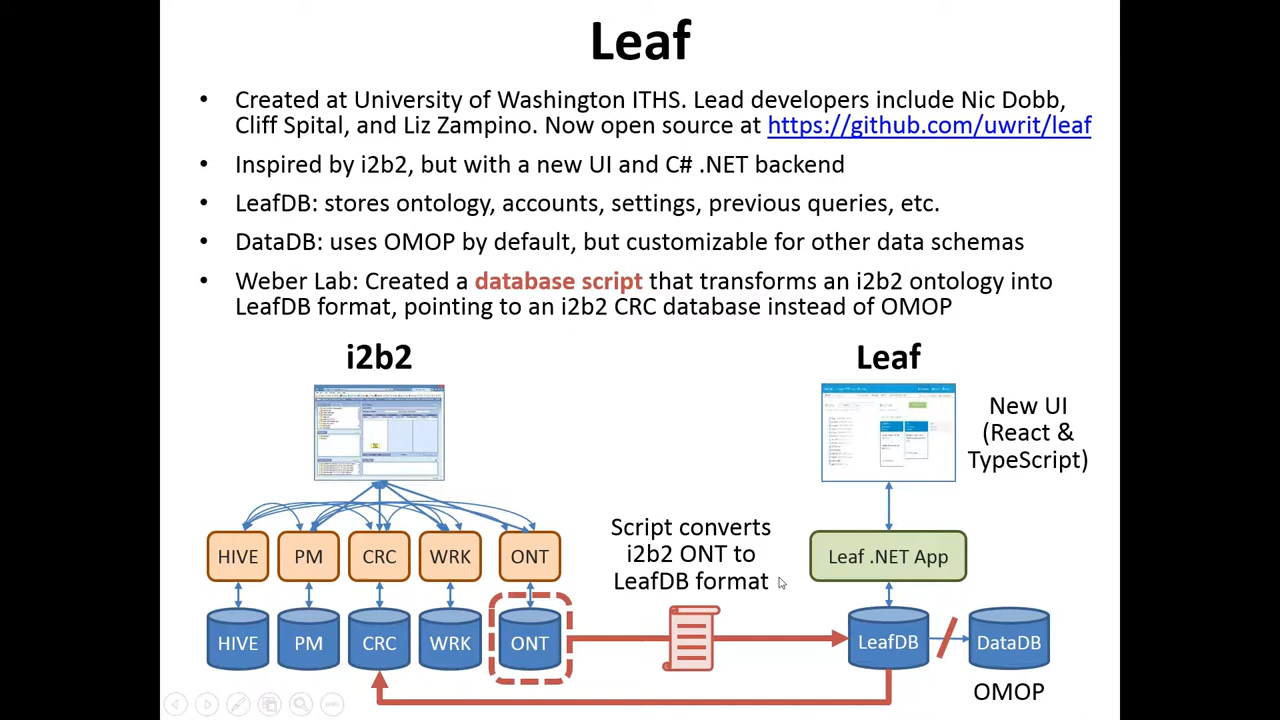 Leaf
• Created at University of Washington ITHS. Lead developers include Nic Dobb,
Cliff Spital, and Liz Zampino. Now open source at https://github.com/uwrit/leaf
• Inspired by i2b2, but with a new UI and C# .NET backend
• LeafDB: stores ontology, accounts, settings, previous queries, etc.
• DataDB: uses OMOP by default, but customizable for other data schemas
• Weber Lab: Created a database script that transforms an i2b2 ontology into
LeafDB format, pointing to an i2b2 CRC database instead of OMOP
i2b2
Leaf
New UI
(React &
TypeScript)
Script converts
i2b2 ONT to
LeafDB format
HIVE
PM
CRC
WRK
ONT
Leaf .NET App
HIVE
PM
CRC
WRK
ONT
LeafDB
DataDB
OMOP